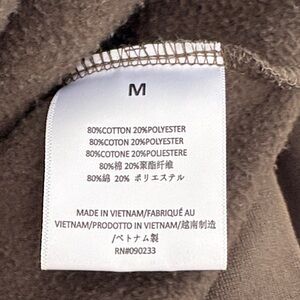 M
80%COTTON 20%POLYESTER
80%COTON 20%POLYESTER
80%COTONE 20%POLIESTERE
80%棉 20%聚酯纤维
80%綿 20% ポリエステル
MADE IN VIETNAM/FABRIQUÉ AU
VIETNAM/PRODOTTO IN VIETNAM/越南制造
/ベトナム製
RN#090233